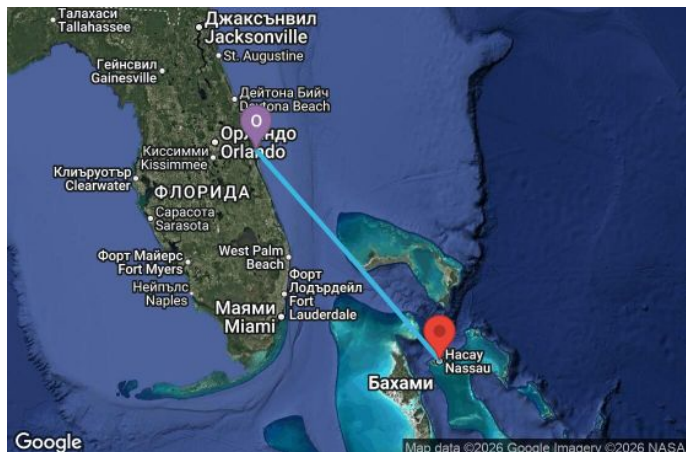 Талахаси
Tallahassee
Джаксънвил
Jacksonville
St. Augustine
Гейнсвил
Gainesville
Дейтона Бийч
Daytona Beach
O
Орландо
Orlando
Кисимми
Kissimmee
Клиъруотър
Clearwater
ФЛОРИДА
Сарасота
Sarasota
Форт Майерс
Fort Myers
West Palm
Beach
Нейпълс
Naples
Форт
Лодърдейл
Fort
Lauderdale
Маями
Miami
Насау
Nassau
Бахами
Google
Map data ©2026 Google Imagery ©2026 NASA